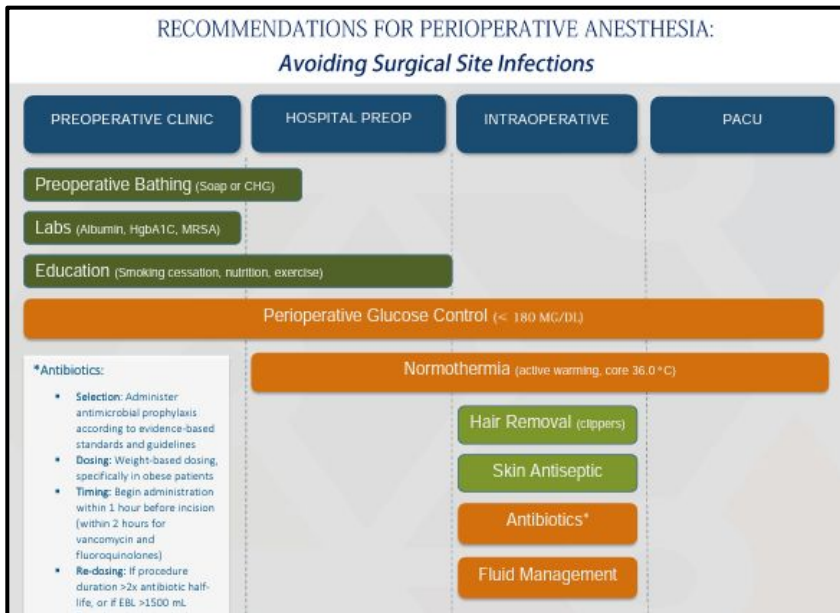 RECOMMENDATIONS FOR PERIOPERATIVE ANESTHESIA:
Avoiding Surgical Site Infections
PREOPERATIVE CLINIC
HOSPITAL PREOP
INTRAOPERATIVE
PACU
Preoperative Bathing (Soap or CHG)
Labs (Albumin, HgbA1C, MRSA)
Education (Smoking cessation, nutrition, exercise)
Perioperative Glucose Control (< 180 MG/DL)
Normothermia (active warming, core 36.0 °C)
Hair Removal (clippers)
Skin Antiseptic
Antibiotics*
Fluid Management
*Antibiotics:
▪ Selection: Administer
antimicrobial prophylaxis
according to evidence-based
standards and guidelines
▪ Dosing: Weight-based dosing,
specifically in obese patients
▪ Timing: Begin administration
within 1 hour before incision
(within 2 hours for
vancomycin and
fluoroquinolones)
▪ Re-dosing: If procedure
duration >2x antibiotic half-
life, or if EBL >1500 mL